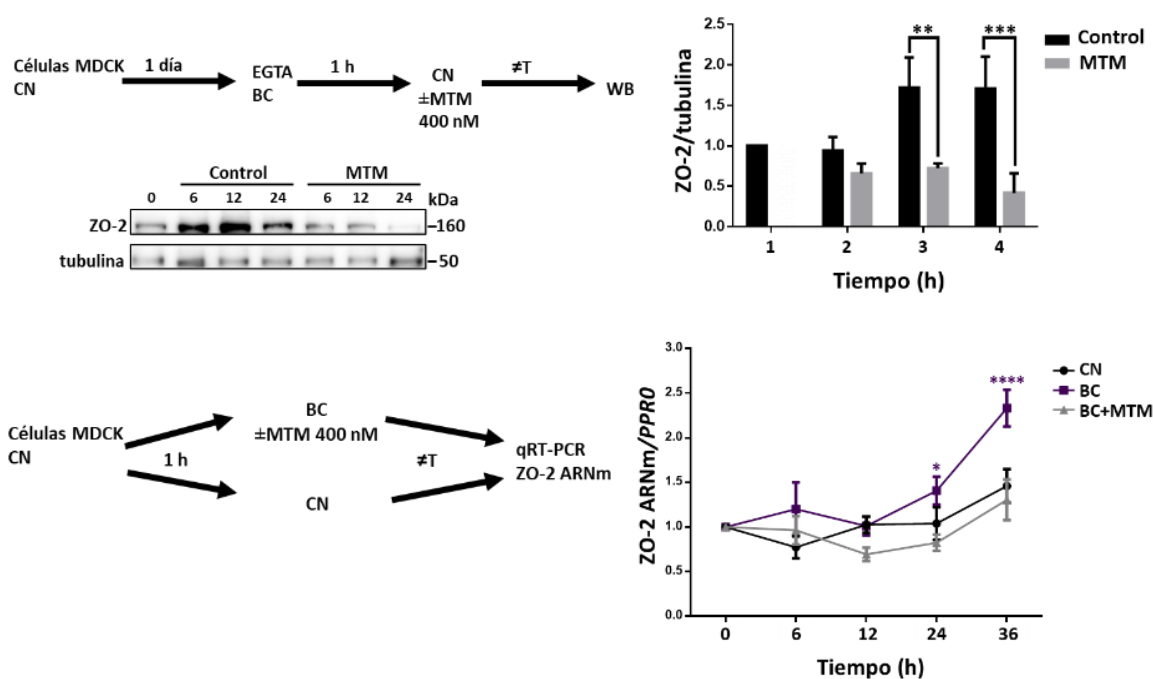 Células MDCK
CN
1 día
EGTA
BC
1 h
CN
±MTM
400 nM
≠T
WB
Control MTM
0 6 12 24 6 12 24 kDa
ZO-2 -160
tubulina -50
ZO-2/tubulina
2.5
2.0
1.5
1.0
0.5
0.0
** ***
Control
MTM
1 2 3 4
Tiempo (h)
Células MDCK
CN
1 h
BC
±MTM 400 nM
CN
≠T
qRT-PCR
ZO-2 ARNm
ZO-2 ARNm/PPR0
3.0
2.5
2.0
1.5
1.0
0.5
0.0
*
****
CN
BC
BC+MTM
0 6 12 24 36
Tiempo (h)